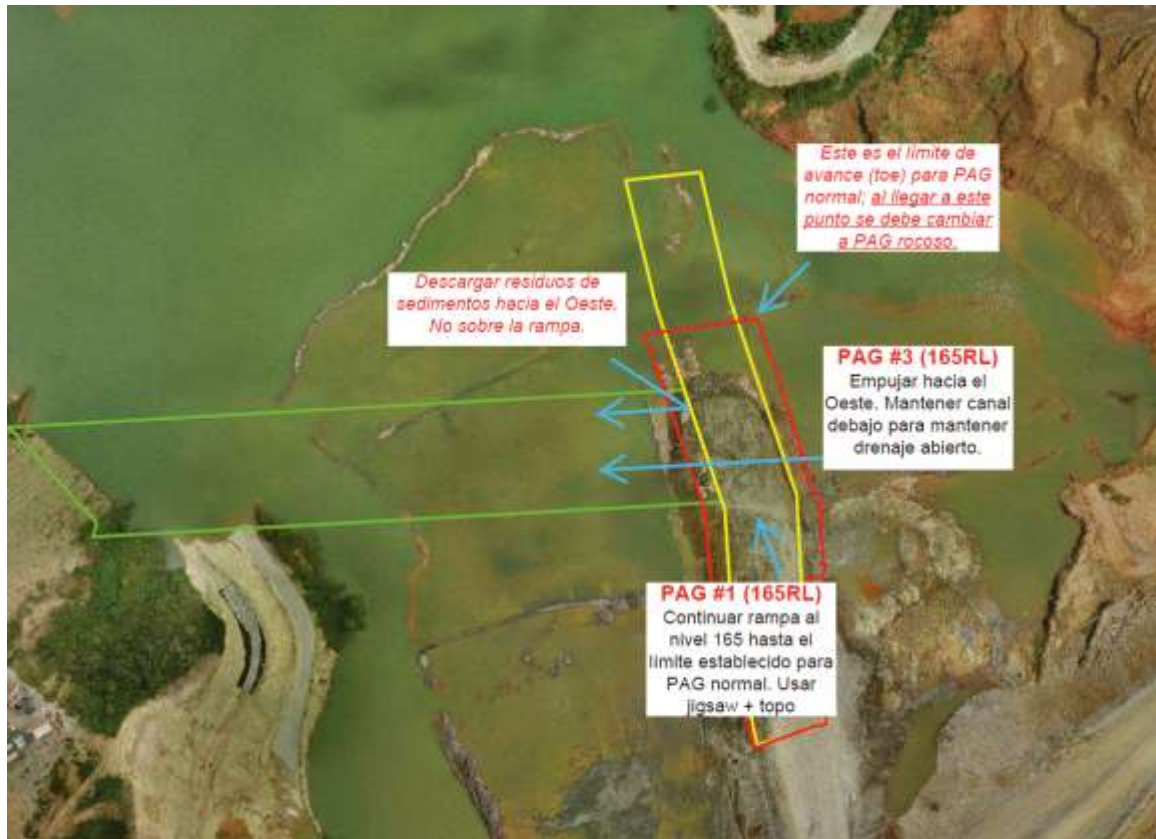 Este es el límite de
avance (toe) para PAG
normal; al llegar a este
punto se debe cambiar
a PAG rocoso.
Descargar residuos de
sedimentos hacia el Oeste.
No sobre la rampa.
PAG #3 (165RL)
Empujar hacia el
Oeste. Mantener canal
debajo para mantener
drenaje abierto.
PAG #1 (165RL)
Continuar rampa al
nivel 165 hasta el
límite establecido para
PAG normal. Usar
jigsaw + topo